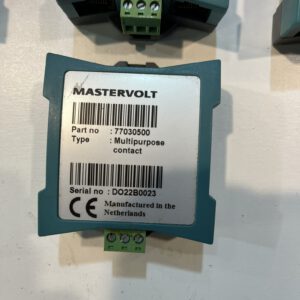 MASTERVOLT
Part no : 77030500
Type : Multipurpose
contact
Serial no : DO22B0023
CE Manufactured in the
Netherlands